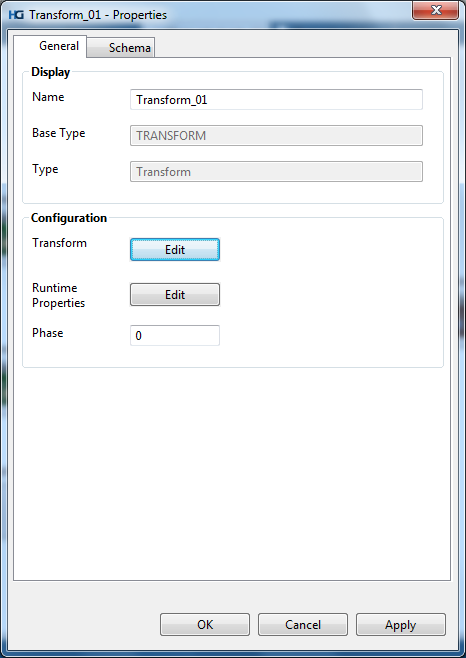 HG Transform_01 - Properties
General Schema
Display
Name Transform_01
Base Type TRANSFORM
Type Transform
Configuration
Transform Edit
Runtime
Properties Edit
Phase 0
OK Cancel Apply